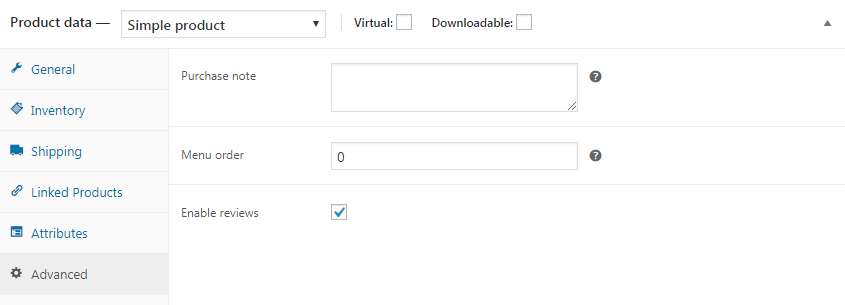 Product data — Simple product Virtual: Downloadable:
General
Inventory
Shipping
Linked Products
Attributes
Advanced
Purchase note
Menu order 0
Enable reviews